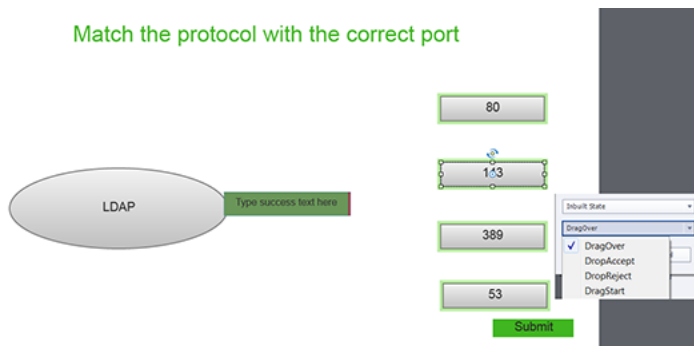 Match the protocol with the correct port
80
143
LDAP
Type success text here
Inbuilt State
DragOver
389
DragOver
DropAccept
DropReject
DragStart
53
Submit